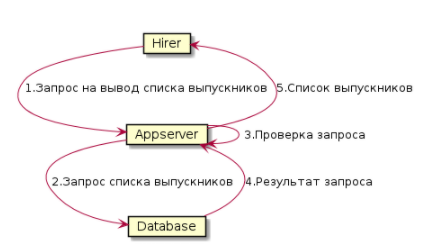 Hirer
1.Запрос на вывод списка выпускников
5.Список выпускников
Appserver
3.Проверка запроса
2.Запрос списка выпускников
4.Результат запроса
Database